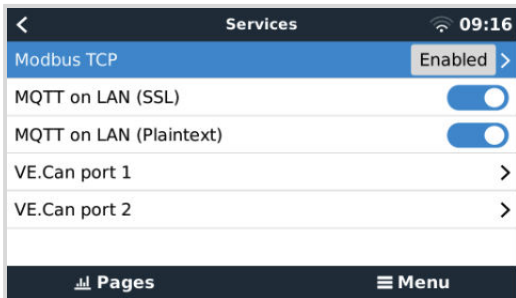 Services 09:16
Modbus TCP Enabled
MQTT on LAN (SSL)
MQTT on LAN (Plaintext)
VE.Can port 1
VE.Can port 2
Pages Menu